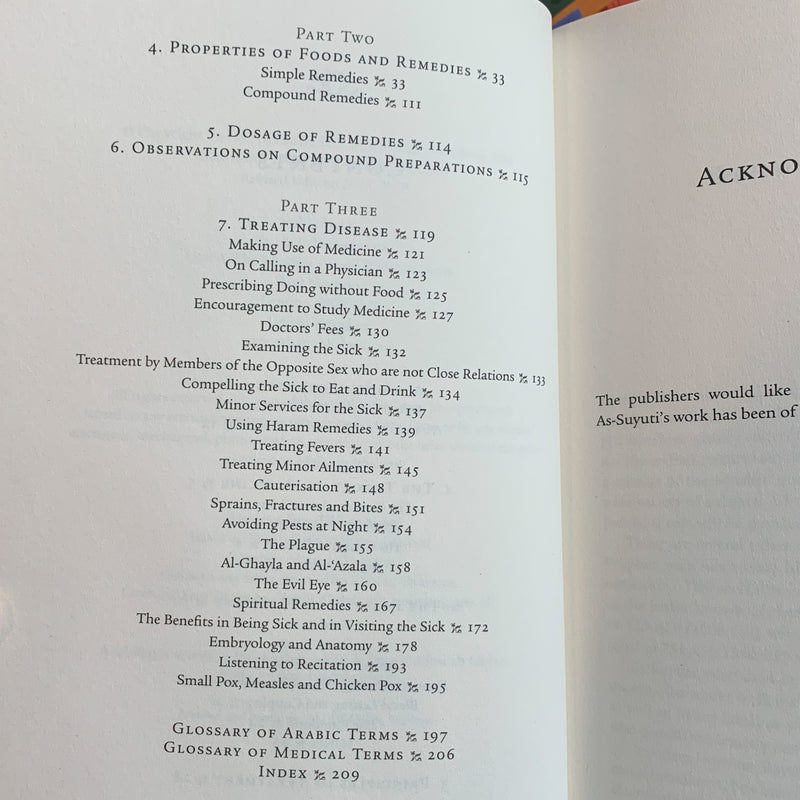 PART TWO
4. PROPERTIES OF FOODS AND REMEDIES 33
Simple Remedies 33
Compound Remedies 111
5. DOSAGE OF REMEDIES 114
6. OBSERVATIONS ON COMPOUND PREPARATIONS 115
PART THREE
7. TREATING DISEASE 119
Making Use of Medicine 121
On Calling in a Physician 123
Prescribing Doing without Food 125
Encouragement to Study Medicine 127
Doctors' Fees 130
Examining the Sick 132
Treatment by Members of the Opposite Sex who are not Close Relations 133
Compelling the Sick to Eat and Drink 134
Minor Services for the Sick 137
Using Haram Remedies 139
Treating Fevers 141
Treating Minor Ailments 145
Cauterisation 148
Sprains, Fractures and Bites 151
Avoiding Pests at Night 154
The Plague 155
Al-Ghayla and Al-'Azala 158
The Evil Eye 160
Spiritual Remedies 167
The Benefits in Being Sick and in Visiting the Sick 172
Embryology and Anatomy 178
Listening to Recitation 193
Small Pox, Measles and Chicken Pox 195
GLOSSARY OF ARABIC TERMS 197
GLOSSARY OF MEDICAL TERMS 206
INDEX 209
ACKNO
The publishers would like
As-Suyuti's work has been of